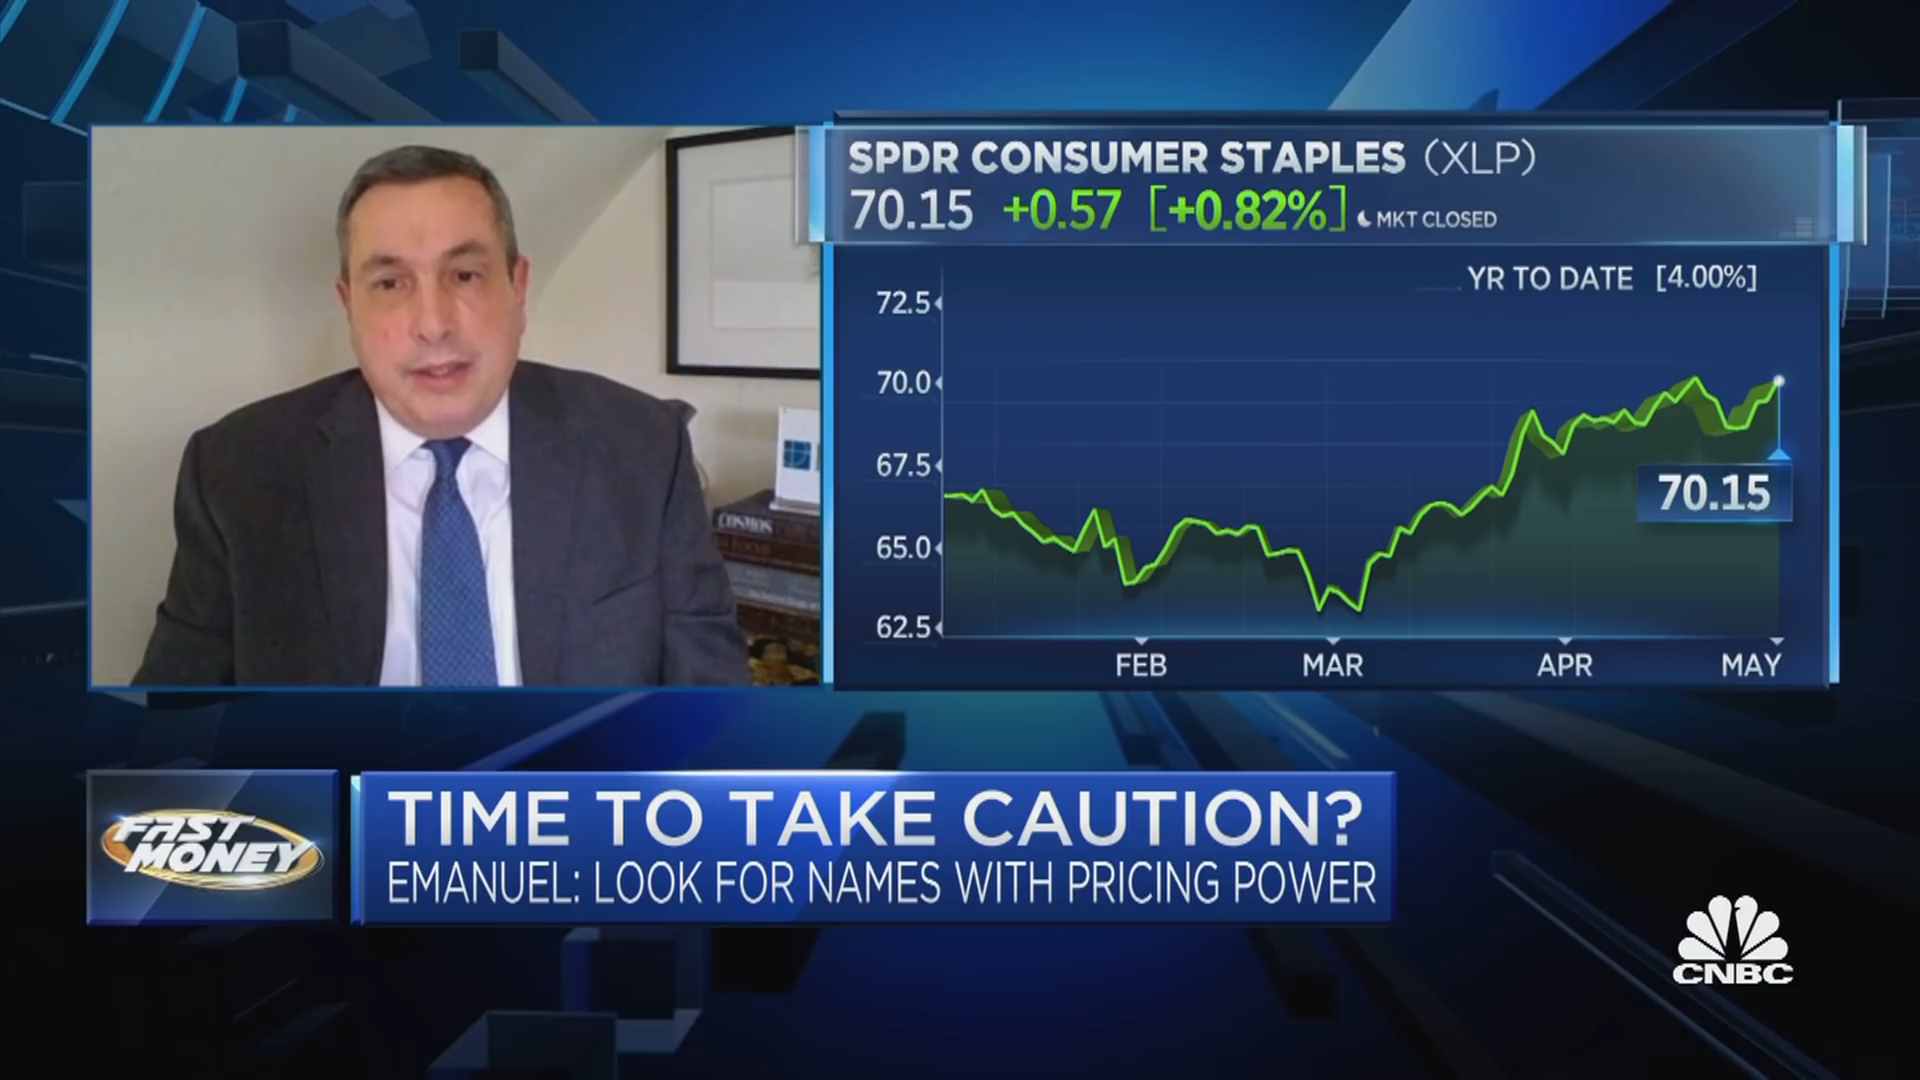 SPDR CONSUMER STAPLES (XLP)
70.15 +0.57 [+0.82%] MKT CLOSED
YR TO DATE [4.00%]
72.5
70.0
67.5
65.0
62.5
70.15
FEB MAR APR MAY
COSMOS
FAST
MONEY
TIME TO TAKE CAUTION?
EMANUEL: LOOK FOR NAMES WITH PRICING POWER
CNBC